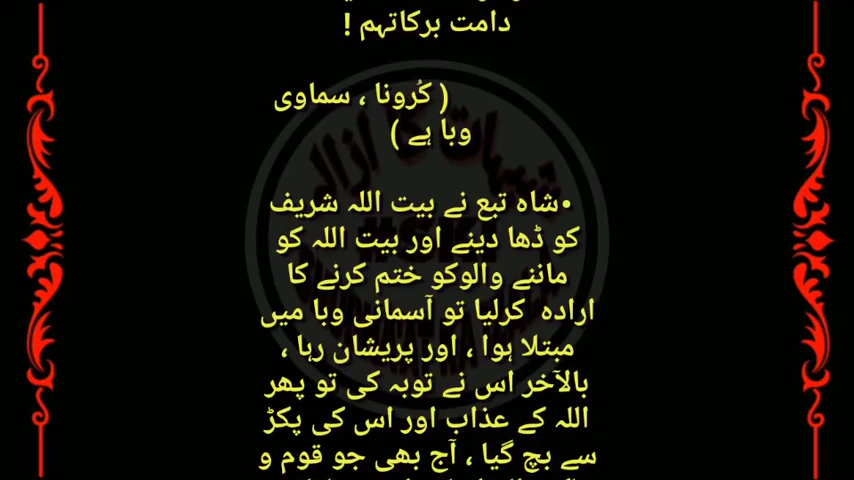 دامت برکاتہم !
( کُرونا ، سماوی
وبا ہے )
•شاہ تبع نے بیت اللہ شریف
کو ڈھا دینے اور بیت اللہ کو
ماننے والوکو ختم کرنے کا
ارادہ کرلیا تو آسمانی وبا میں
مبتلا ہوا ، اور پریشان رہا ،
بالآخر اس نے توبہ کی تو پھر
اللہ کے عذاب اور اس کی پکڑ
سے بچ گیا ، آج بھی جو قوم و